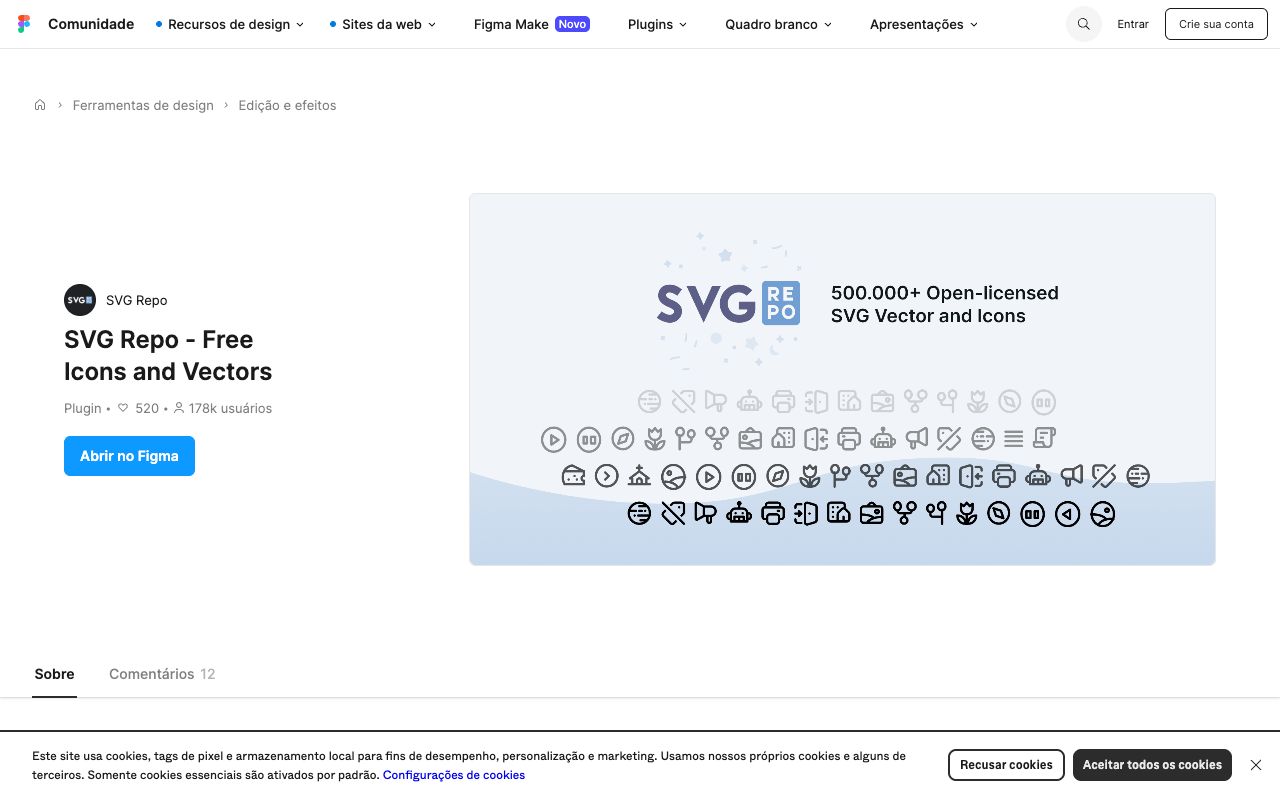 Comunidade
Recursos de design
Sites da web
Figma Make Novo
Plugins
Quadro branco
Apresentações
Entrar
Crie sua conta
Ferramentas de design
Edição e efeitos
SVG REPO
SVG Repo
SVG Repo - Free
Icons and Vectors
Plugin • 520 • 178k usuários
Abrir no Figma
SVG RE
PO
500.000+ Open-licensed
SVG Vector and Icons
Sobre
Comentários 12
Este site usa cookies, tags de pixel e armazenamento local para fins de desempenho, personalização e marketing. Usamos nossos próprios cookies e alguns de
terceiros. Somente cookies essenciais são ativados por padrão. Configurações de cookies
Recusar cookies
Aceitar todos os cookies